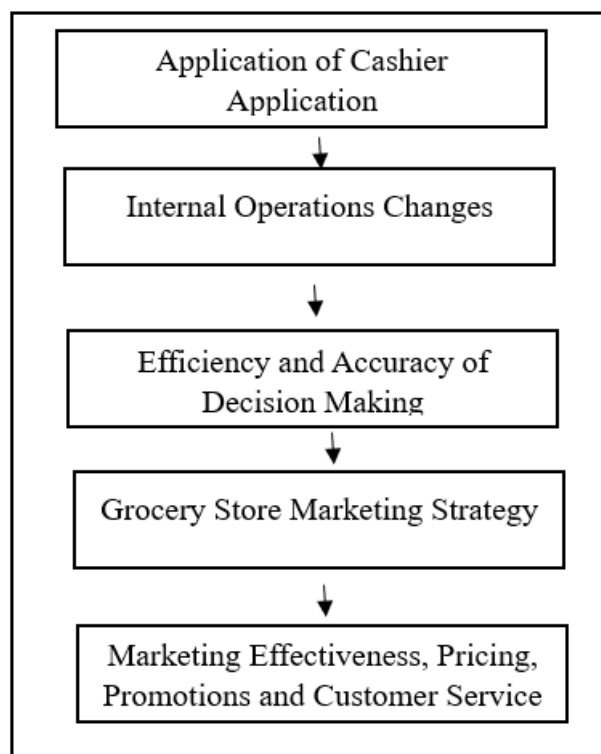 Application of Cashier
Application
Internal Operations Changes
Efficiency and Accuracy of
Decision Making
Grocery Store Marketing Strategy
Marketing Effectiveness, Pricing,
Promotions and Customer Service